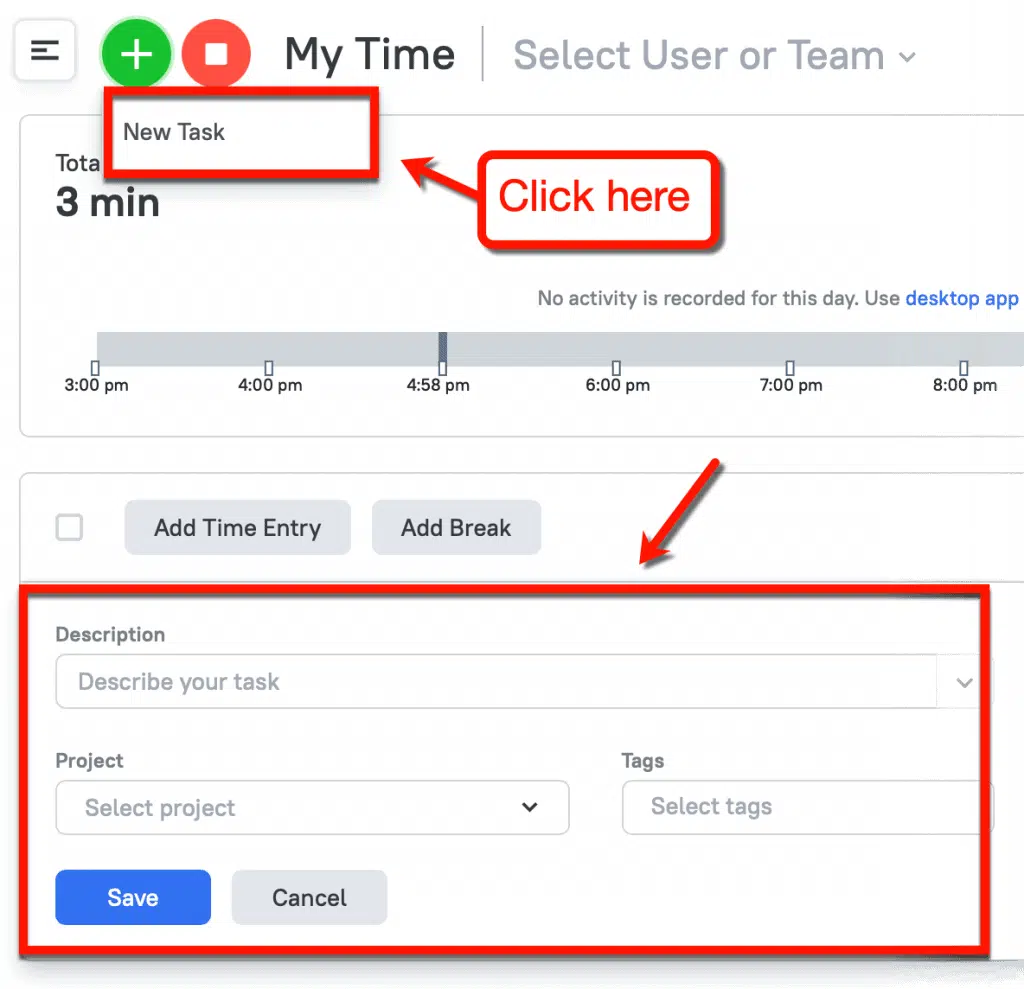 My Time
Select User or Team
New Task
Tota
3 min
Click here
No activity is recorded for this day. Use desktop app
3:00 pm 4:00 pm 4:58 pm 6:00 pm 7:00 pm 8:00 pm
Add Time Entry Add Break
Description
Describe your task
Project Tags
Select project Select tags
Save Cancel